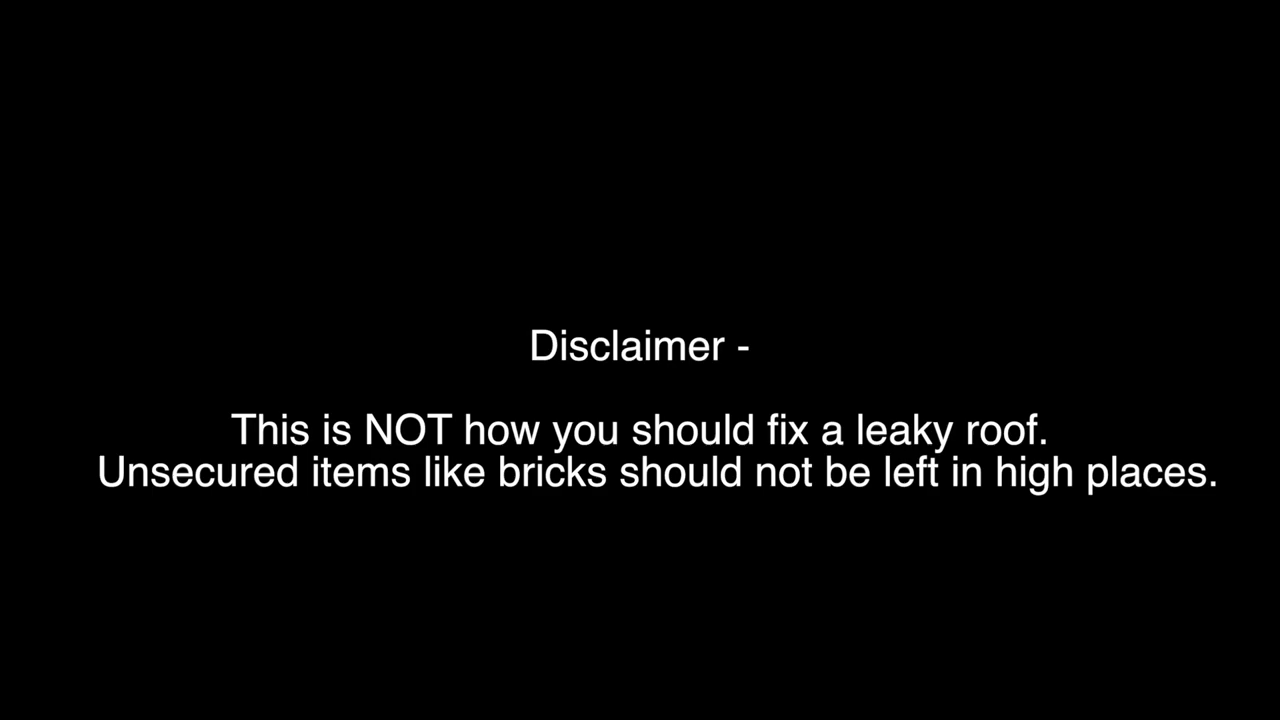 Disclaimer -
This is NOT how you should fix a leaky roof.
Unsecured items like bricks should not be left in high places.